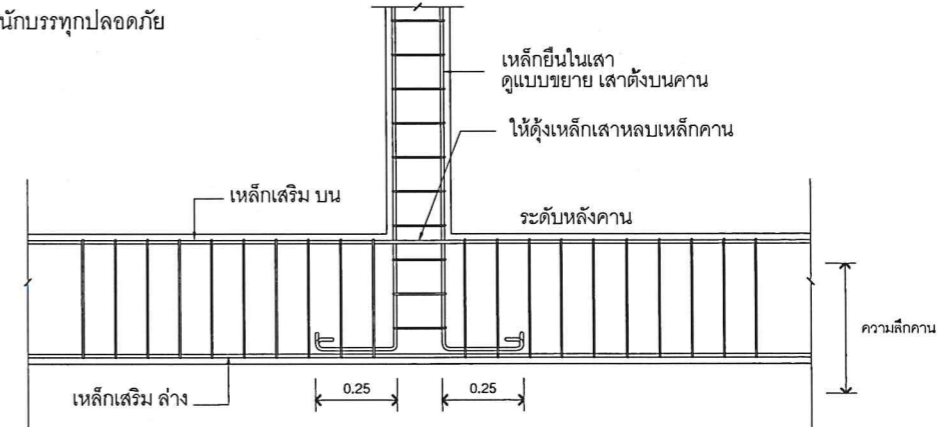 นักบรรทุกปลอดภัย
เหล็กยืนในเสา
ดูแบบขยาย เสาตั้งบนคาน
ให้ดุ้งเหล็กเสาหลบเหล็กคาน
เหล็กเสริม บน
ระดับหลังคาน
ความลึกคาน
0.25
0.25
เหล็กเสริม ล่าง